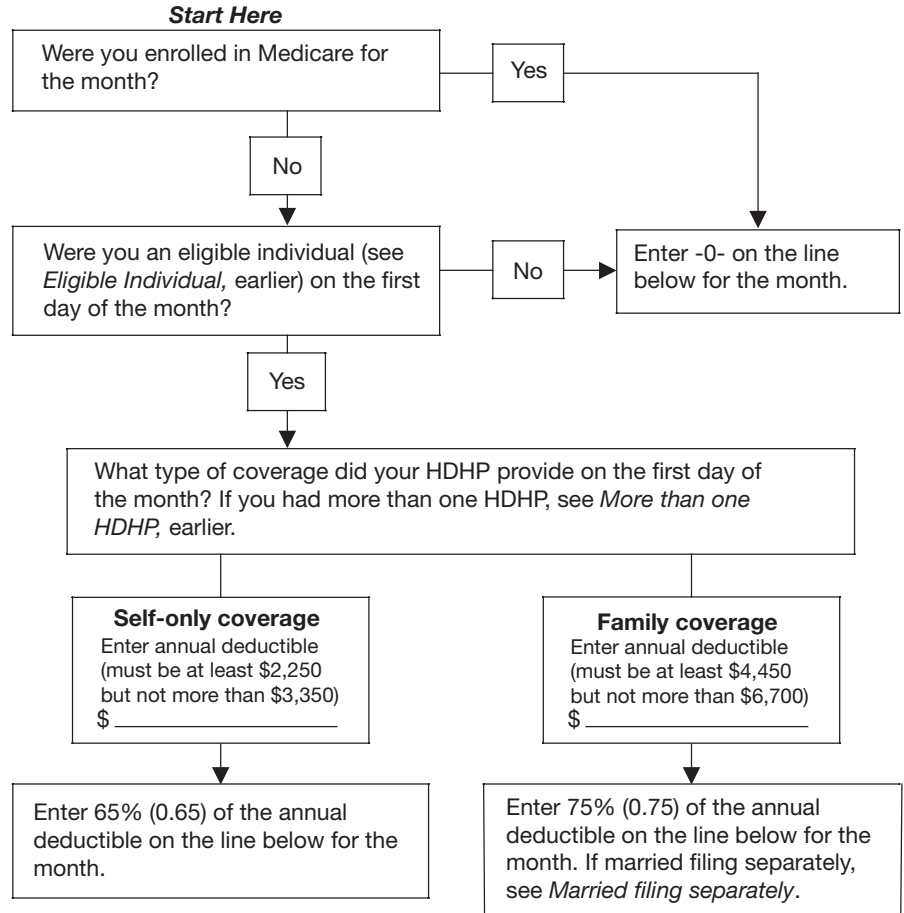 Start Here
Were you enrolled in Medicare for
the month?
Yes
No
Were you an eligible individual (see
Eligible Individual, earlier) on the first
day of the month?
No
Enter -0- on the line
below for the month.
Yes
What type of coverage did your HDHP provide on the first day of
the month? If you had more than one HDHP, see More than one
HDHP, earlier.
Self-only coverage
Enter annual deductible
(must be at least $2,250
but not more than $3,350)
$
Family coverage
Enter annual deductible
(must be at least $4,450
but not more than $6,700)
$
Enter 65% (0.65) of the annual
deductible on the line below for the
month.
Enter 75% (0.75) of the annual
deductible on the line below for the
month. If married filing separately,
see Married filing separately.